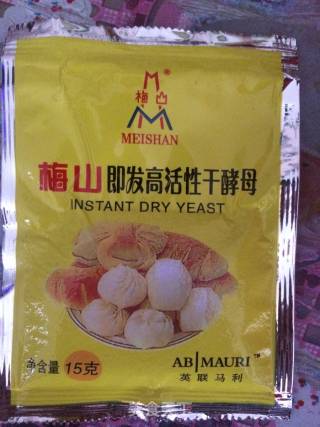 梅山®
MEISHAN
梅山即发高活性干酵母
INSTANT DRY YEAST
净含量 15克
AB MAURI™
英联马利